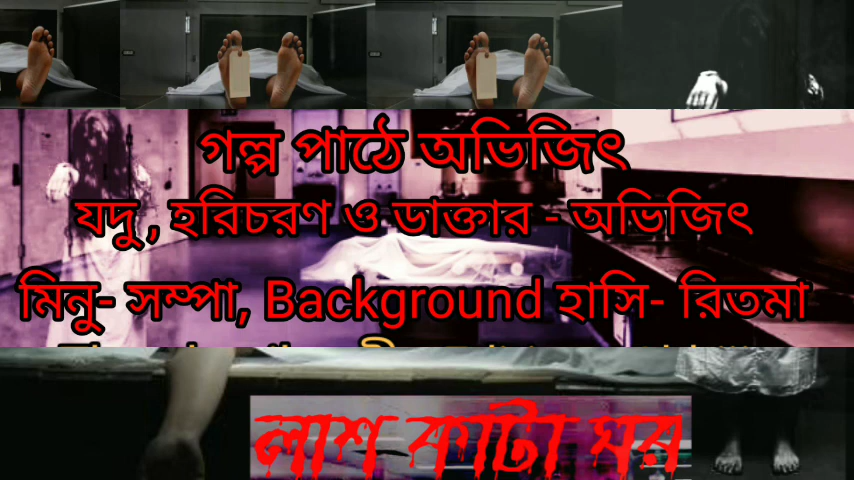 গল্প পাঠে অভিজিৎ
যদু , হরিচরণ ও ডাক্তার - অভিজিৎ
মিনু- সম্পা, Background হাসি- রিতমা
লাশ কাটা ঘর